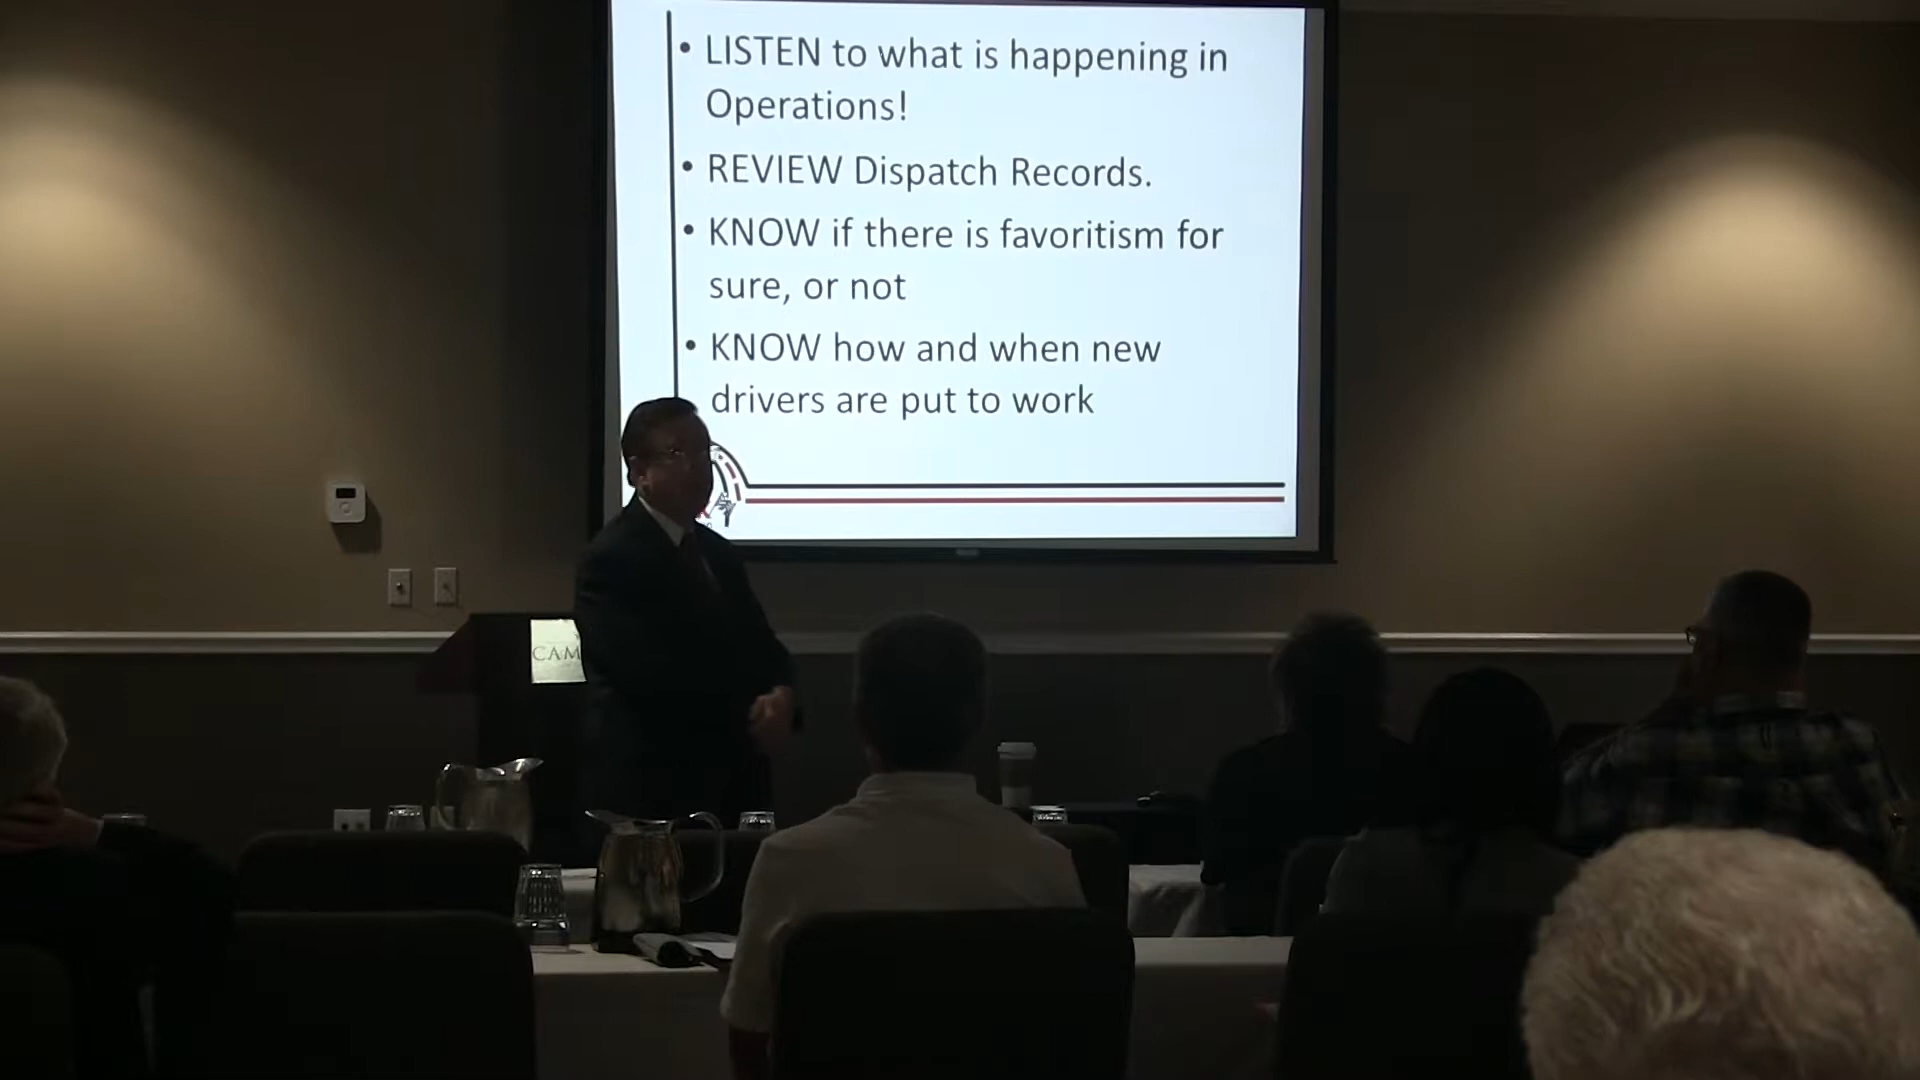 • LISTEN to what is happening in
Operations!
• REVIEW Dispatch Records.
• KNOW if there is favoritism for
sure, or not
• KNOW how and when new
drivers are put to work
CAM